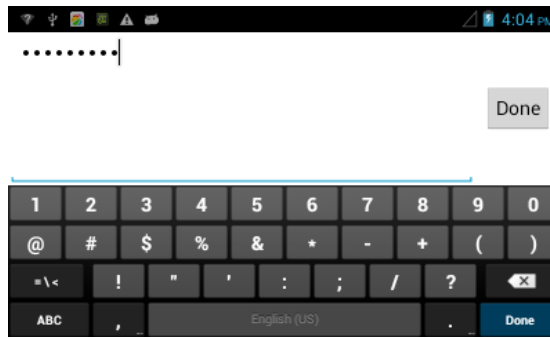 4:04 PM
•••••••••
Done
1 2 3 4 5 6 7 8 9 0
@ # $ % & * - + ( )
= \ < ! " ' : ; / ?
ABC , ... English (US) . ... Done